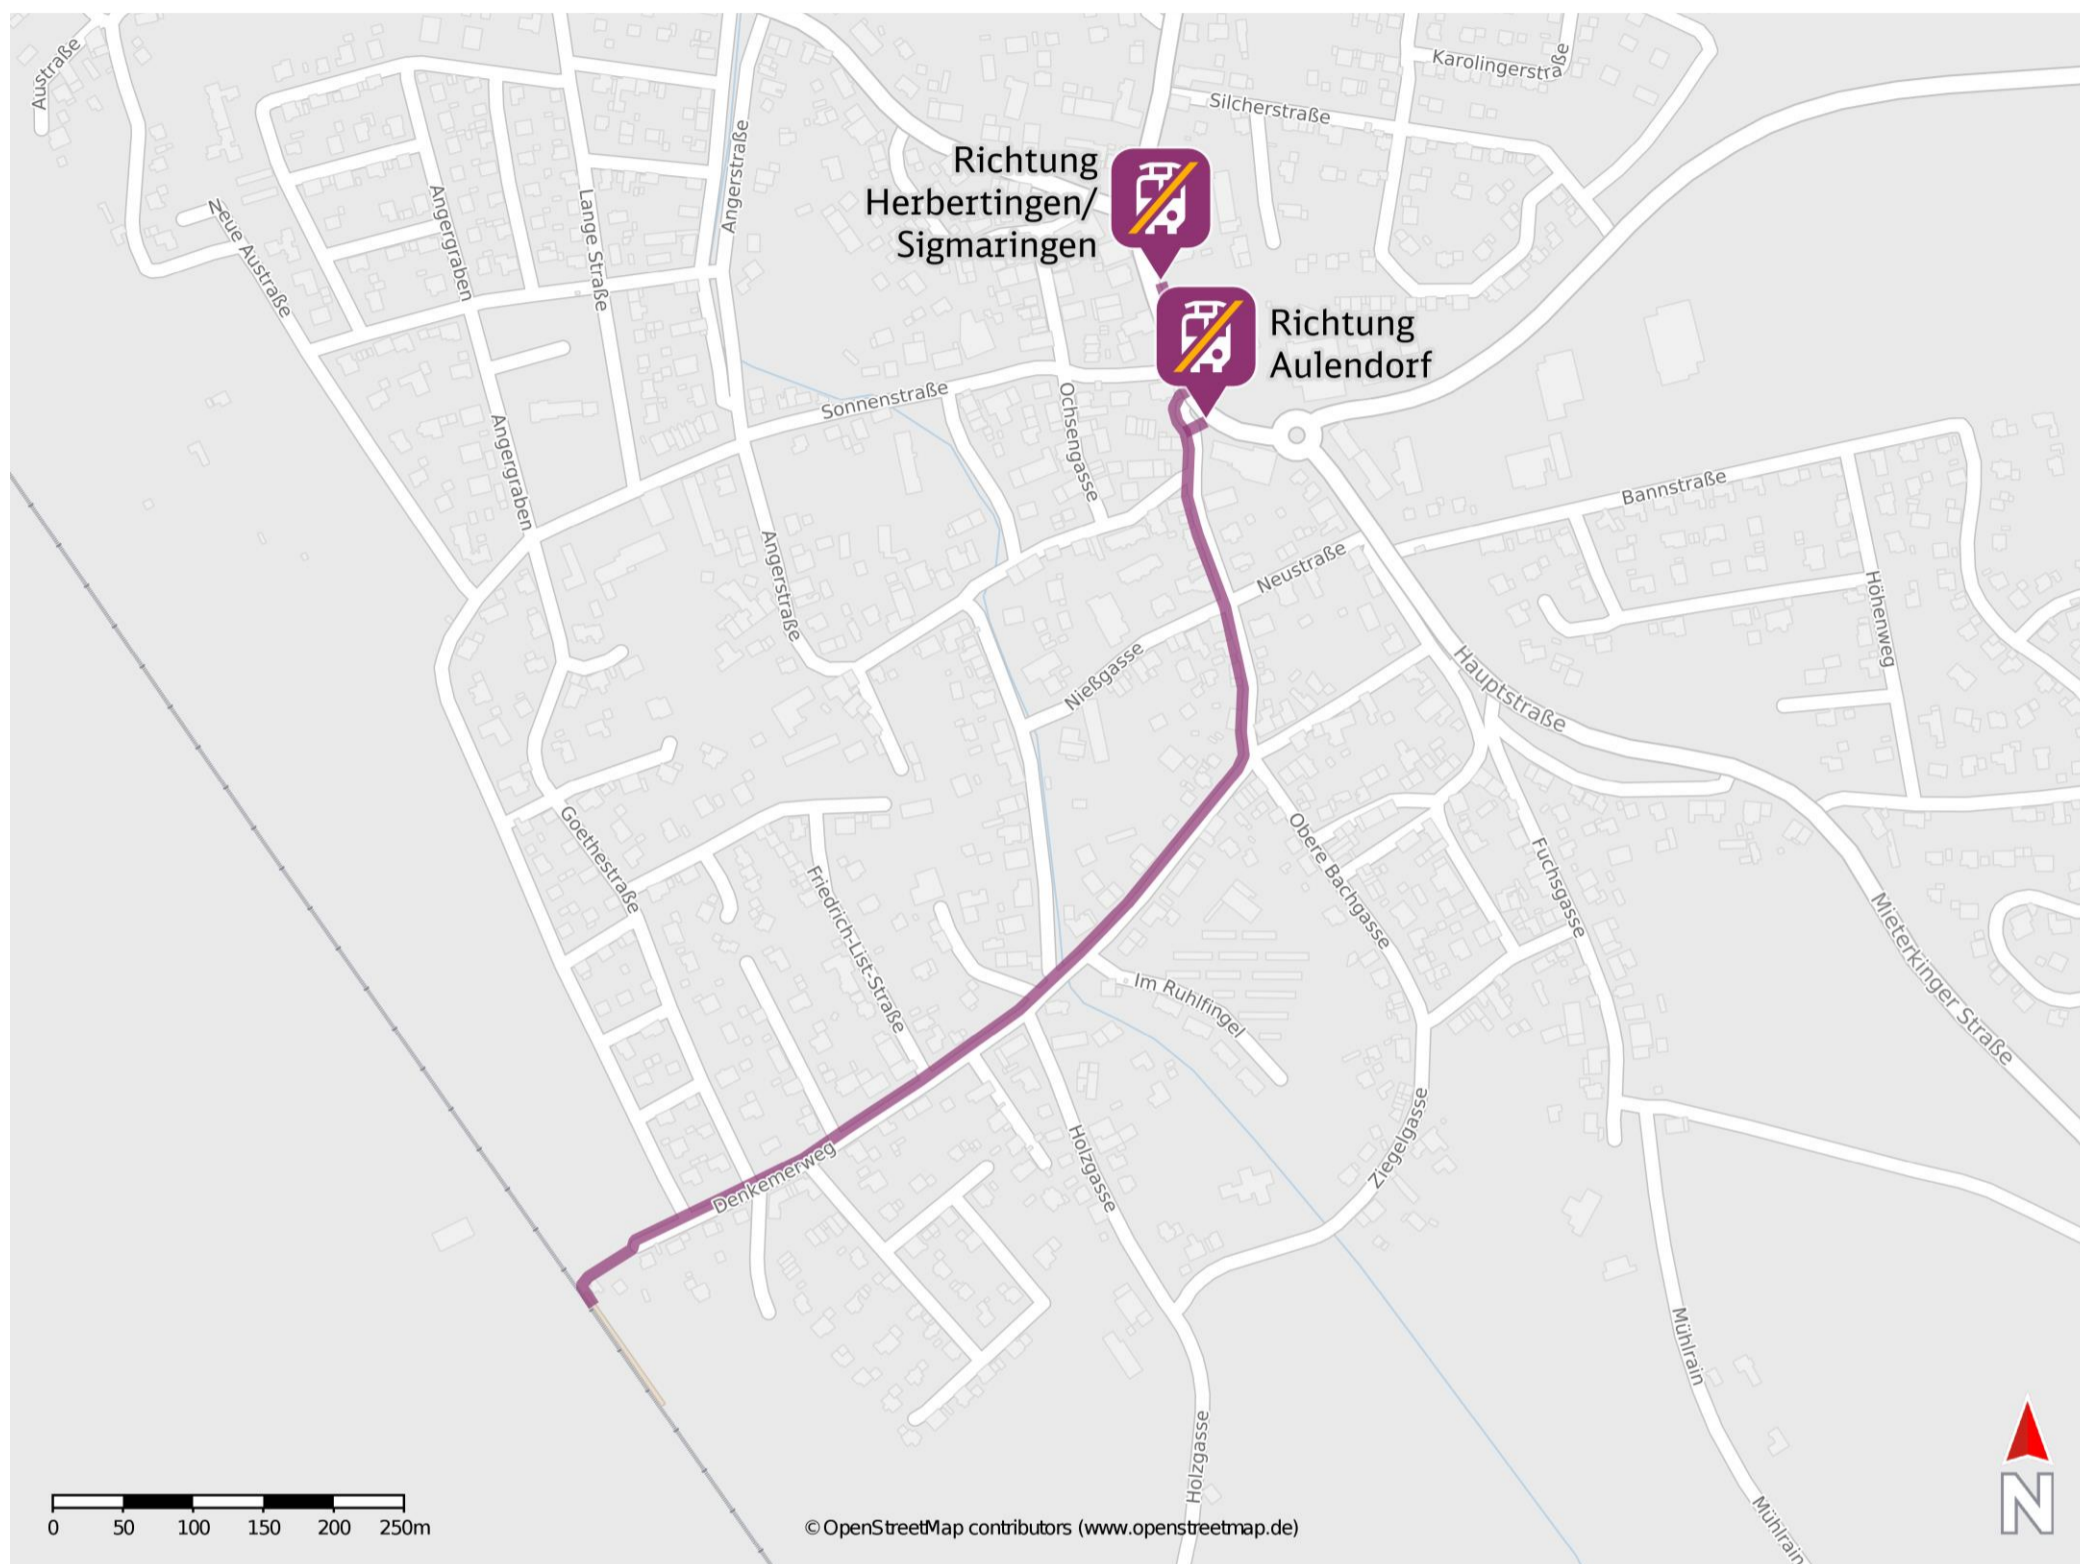 Austraße
Karolingerstraße
Silcherstraße
Richtung
Herbertingen/
Sigmaringen
Angerstraße
Neue Austraße
Angergraben
Lange Straße
Richtung
Aulendorf
Sonnenstraße
Ochsengasse
Angergraben
Bannstraße
Angerstraße
Neustraße
Höhenweg
Nießgasse
Hauptstraße
Goethestraße
Obere Bachgasse
Friedrich-List-Straße
Fuchsgasse
Mieterkinger Straße
Im Ruhlfingel
Denkemerweg
Holzgasse
Ziegelgasse
Mühlrain
Holzgasse
Mühlrain
N
0 50 100 150 200 250m
© OpenStreetMap contributors (www.openstreetmap.de)